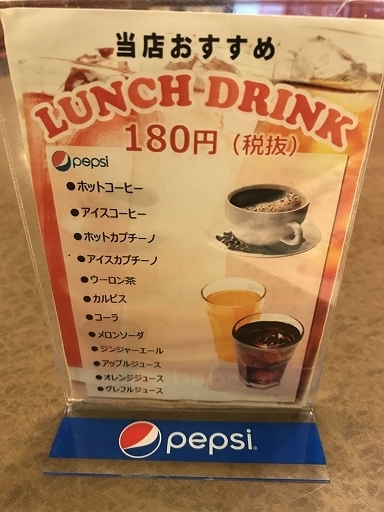 当店おすすめ
LUNCH DRINK
180円（税抜）
pepsi
●ホットコーヒー
●アイスコーヒー
●ホットカプチーノ
●アイスカプチーノ
●ウーロン茶
●カルピス
●コーラ
●メロンソーダ
●ジンジャーエール
●アップルジュース
●オレンジジュース
●グレフルジュース
pepsi